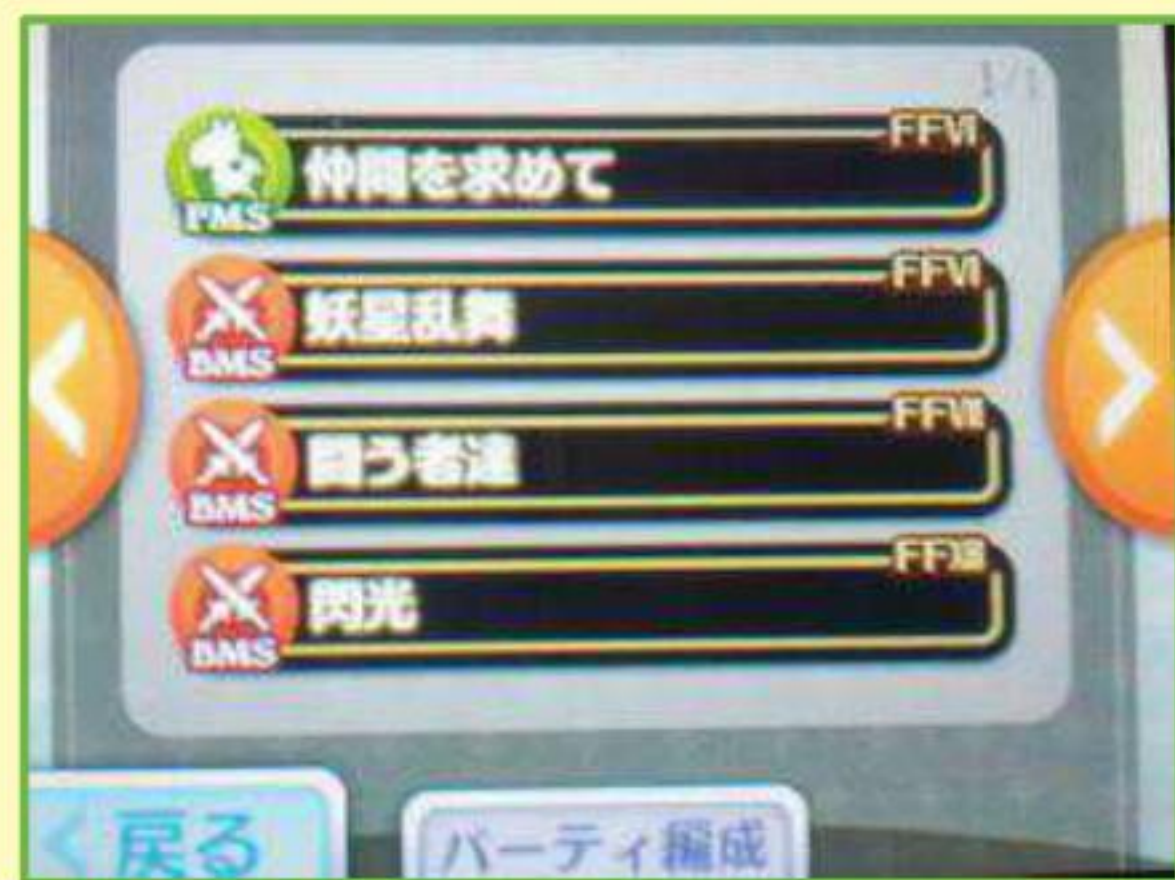 FFVI
FMS 仲間を求めて
FFVI
BMS 妖星乱舞
FFVII
BMS 闘う者達
FFXIII
BMS 閃光
戻る
パーティ編成